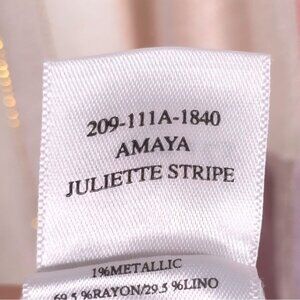 209-111A-1840
AMAYA
JULIETTE STRIPE
1%METALLIC
69.5 %RAYON/29.5 %LINO